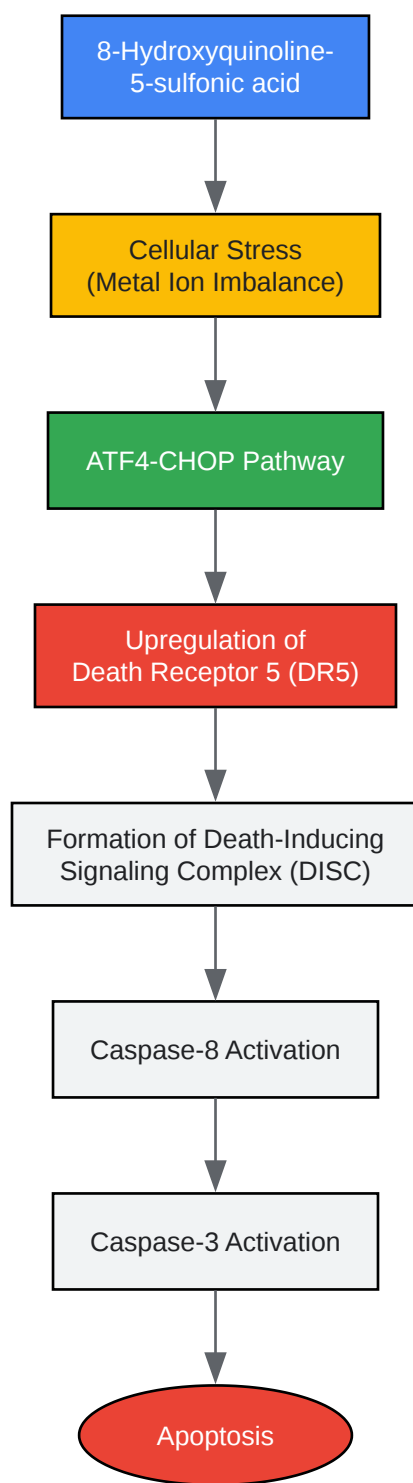 8-Hydroxyquinoline-
5-sulfonic acid
Cellular Stress
(Metal Ion Imbalance)
ATF4-CHOP Pathway
Upregulation of
Death Receptor 5 (DR5)
Formation of Death-Inducing
Signaling Complex (DISC)
Caspase-8 Activation
Caspase-3 Activation
Apoptosis